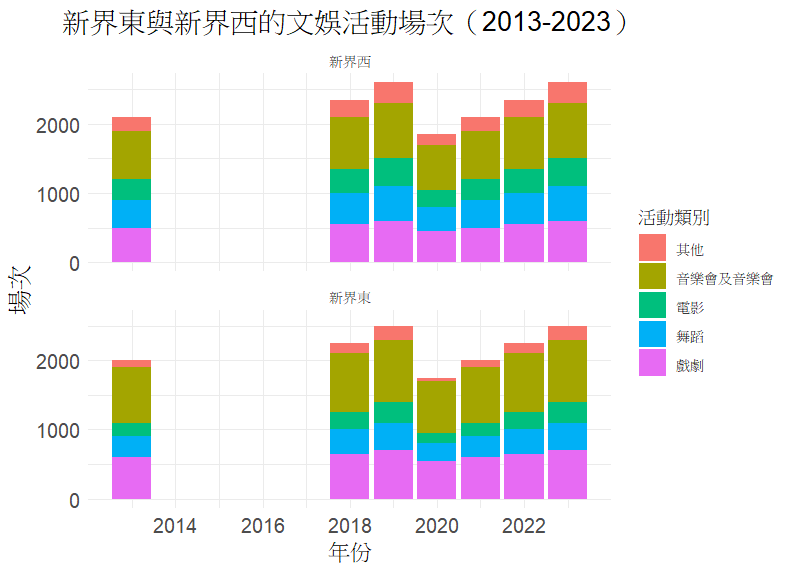 新界東與新界西的文娛活動場次（2013-2023）
新界西
2000
1000
0
場次
新界東
2000
1000
0
2014 2016 2018 2020 2022
年份
活動類別
其他
音樂會及音樂會
電影
舞蹈
戲劇